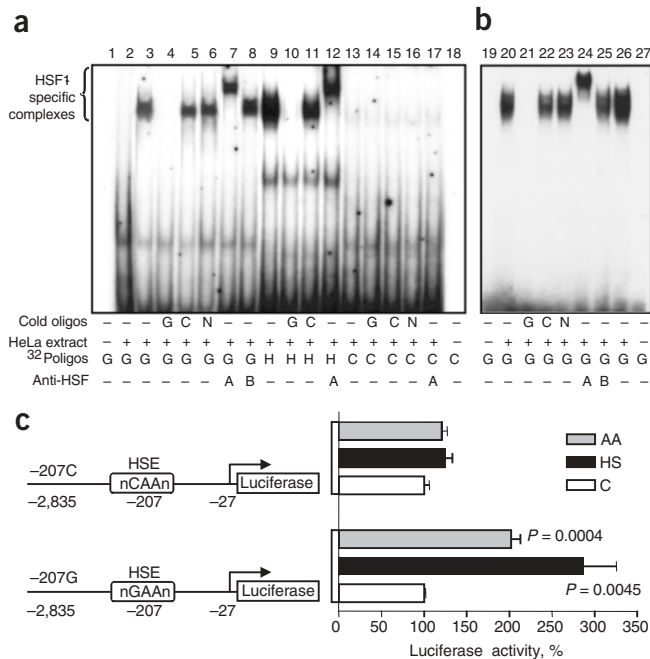 a
1 2 3 4 5 6 7 8 9 10 11 12 13 14 15 16 17 18
HSF1
specific
complexes
Cold oligos – – – G C N – – – G C – – G C N – –
HeLa extract – + + + + + + + + + + + + + + + + –
32P oligos G G G G G G G G H H H H C C C C C C
Anti-HSF – – – – – – A B – – – A – – – – A –
b
19 20 21 22 23 24 25 26 27
– – G C N – – – –
– + + + + + + + –
G G G G G G G G G
– – – – – A B – –
c
–207C
HSE
nCAAn
Luciferase
–2,835
–207
–27
–207G
HSE
nGAAn
Luciferase
–2,835
–207
–27
AA
HS
C
P = 0.0004
P = 0.0045
0 50 100 150 200 250 300 350
Luciferase activity, %